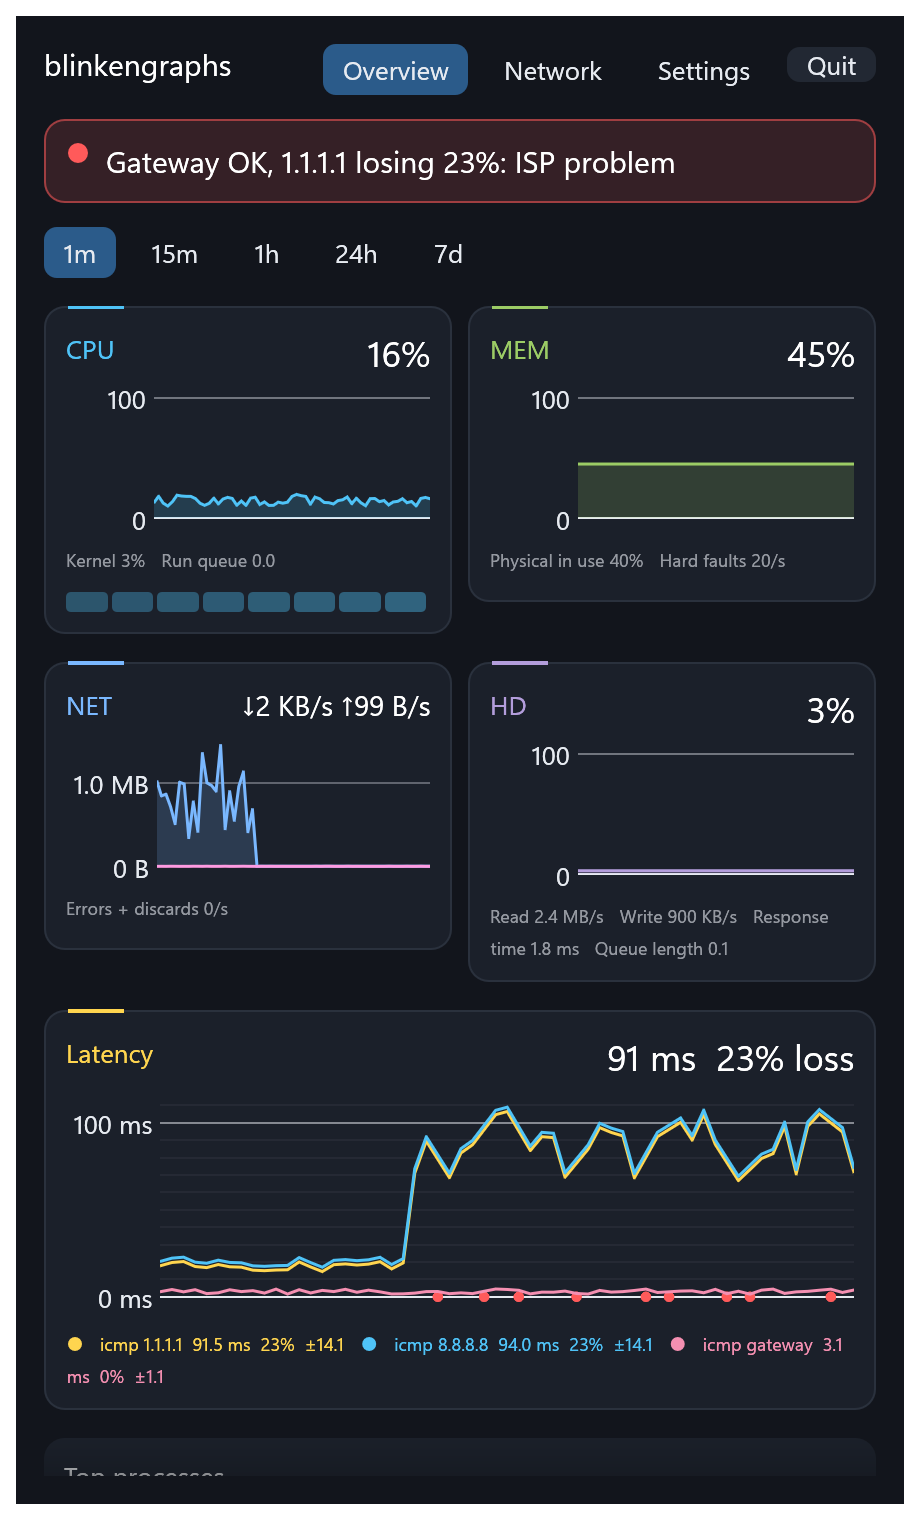 blinkengraphs Overview Network Settings Quit
Gateway OK, 1.1.1.1 losing 23%: ISP problem
1m 15m 1h 24h 7d
CPU 16%
100
0
Kernel 3% Run queue 0.0
MEM 45%
100
0
Physical in use 40% Hard faults 20/s
NET ↓2 KB/s ↑99 B/s
1.0 MB
0 B
Errors + discards 0/s
HD 3%
100
0
Read 2.4 MB/s Write 900 KB/s Response
time 1.8 ms Queue length 0.1
Latency 91 ms 23% loss
100 ms
0 ms
icmp 1.1.1.1 91.5 ms 23% ±14.1 icmp 8.8.8.8 94.0 ms 23% ±14.1 icmp gateway 3.1
ms 0% ±1.1
Top processes